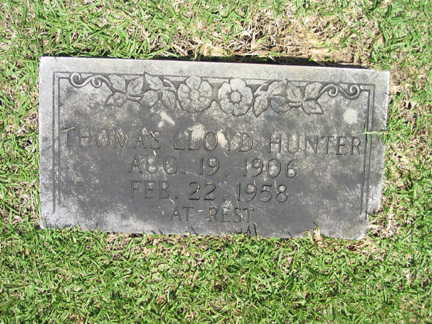 THOMAS LLOYD HUNTER
AUG. 19, 1906
FEB. 22, 1958
AT REST